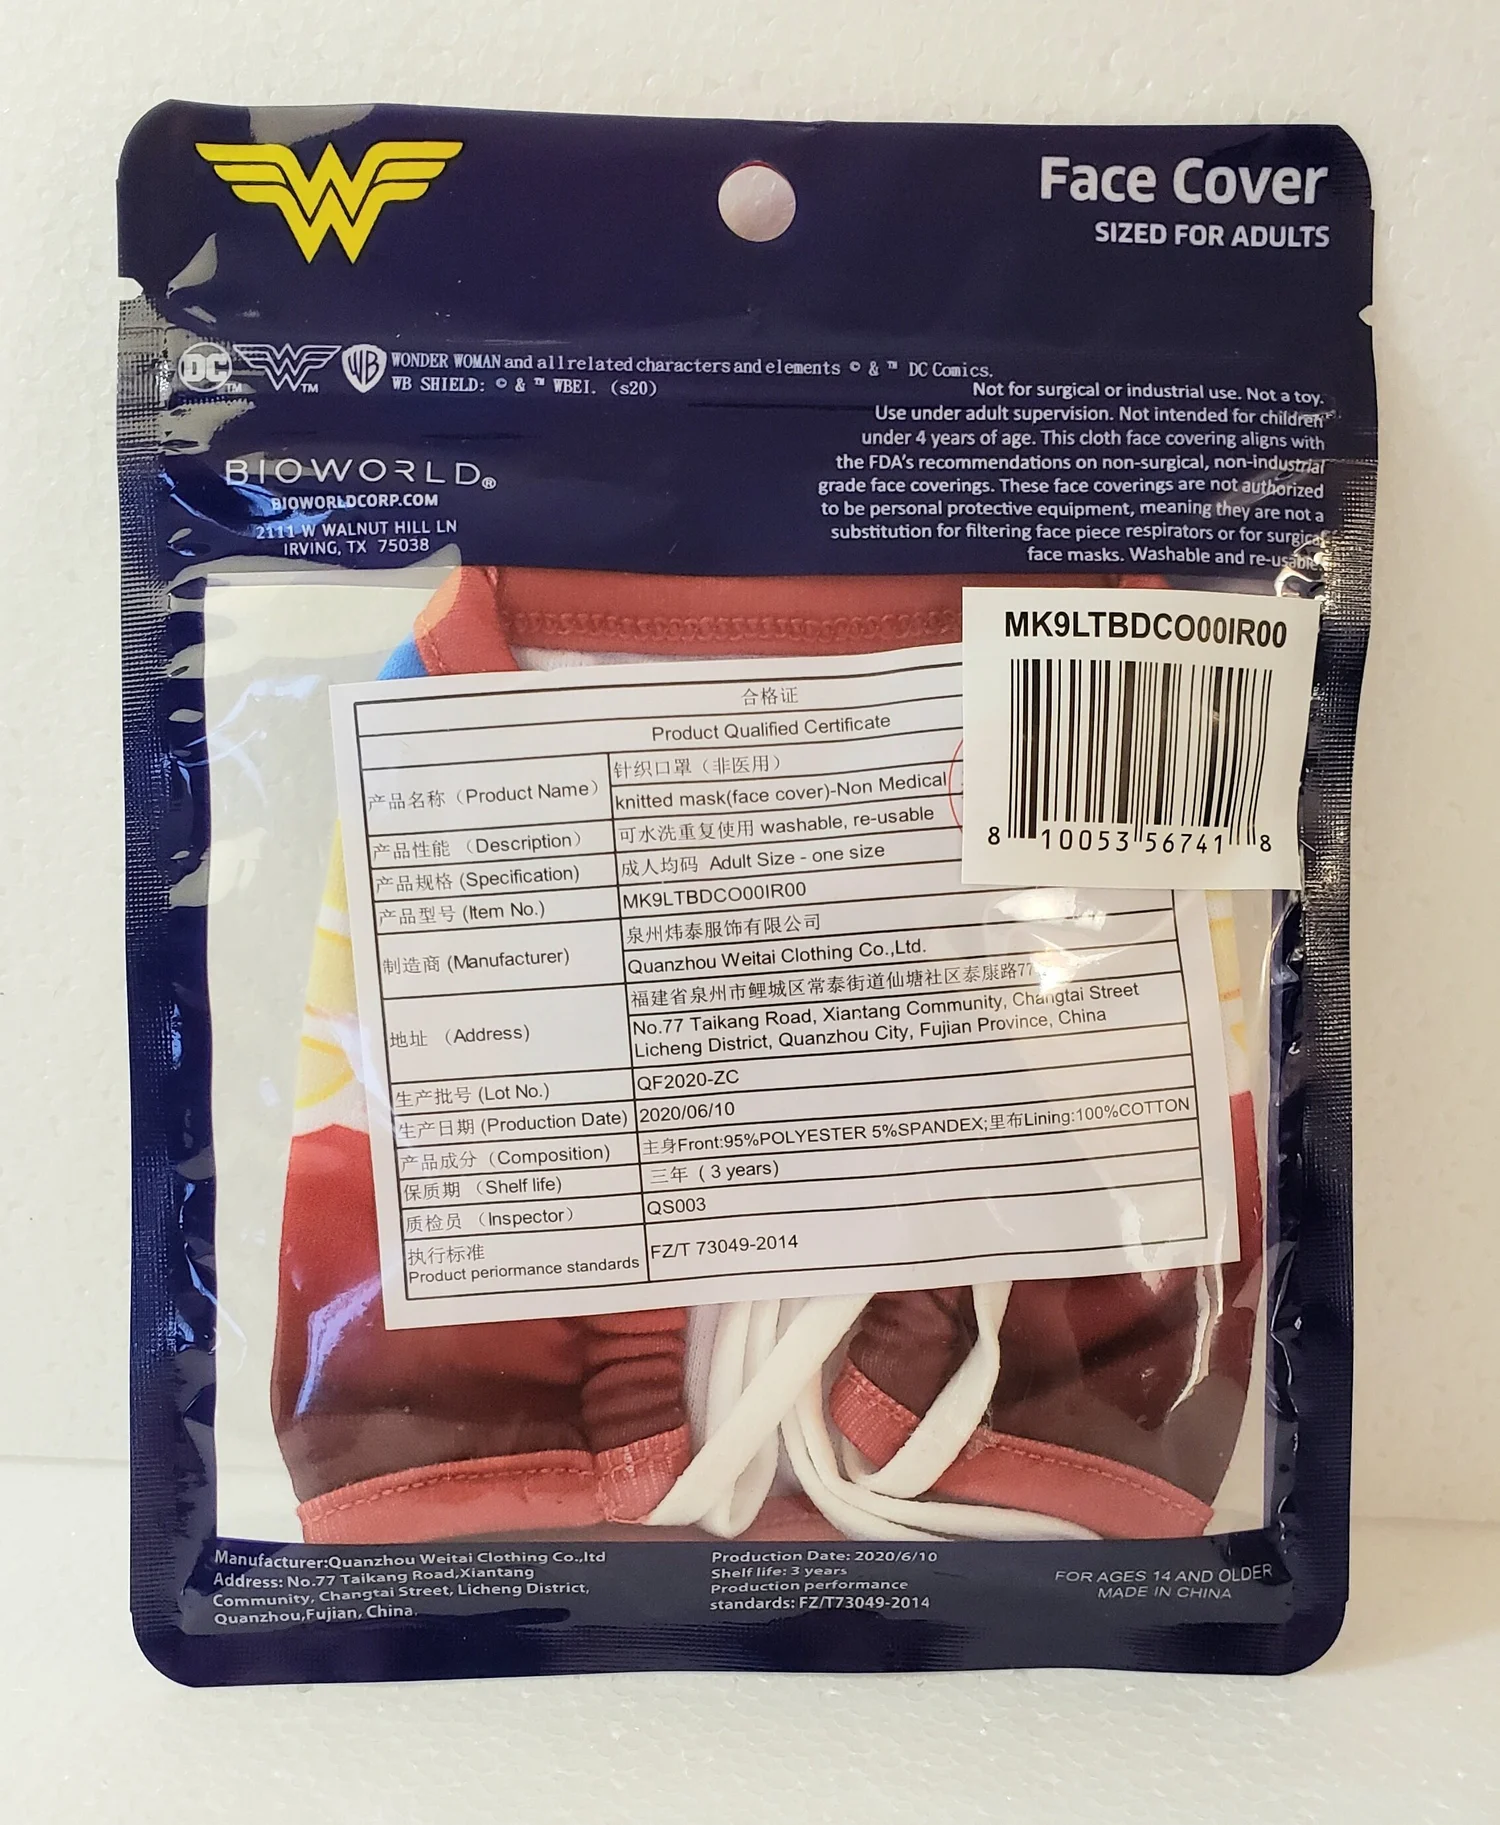 Face Cover
SIZED FOR ADULTS
DC™ W™ WB WONDER WOMAN and all related characters and elements © & ™ DC Comics.
WB SHIELD: © & ™ WBEI. (s20)
Not for surgical or industrial use. Not a toy.
Use under adult supervision. Not intended for children
under 4 years of age. This cloth face covering aligns with
the FDA's recommendations on non-surgical, non-industrial
grade face coverings. These face coverings are not authorized
to be personal protective equipment, meaning they are not a
substitution for filtering face piece respirators or for surgical
face masks. Washable and re-usable.
BIOWORLD®
BIOWORLDCORP.COM
2111 W WALNUT HILL LN
IRVING, TX 75038
MK9LTBDCO00IR00
8 10053 56741 8
合格证
Product Qualified Certificate
产品名称（Product Name） 针织口罩（非医用）
knitted mask(face cover)-Non Medical
产品性能 （Description） 可水洗重复使用 washable, re-usable
产品规格 (Specification) 成人均码 Adult Size - one size
产品型号 (Item No.) MK9LTBDCO00IR00
制造商 (Manufacturer) 泉州炜泰服饰有限公司
Quanzhou Weitai Clothing Co.,Ltd.
地址 （Address） 福建省泉州市鲤城区常泰街道仙塘社区泰康路77
No.77 Taikang Road, Xiantang Community, Changtai Street
Licheng District, Quanzhou City, Fujian Province, China
生产批号 (Lot No.) QF2020-ZC
生产日期 (Production Date) 2020/06/10
产品成分（Composition) 主身Front:95%POLYESTER 5%SPANDEX;里布Lining:100%COTTON
保质期 （Shelf life) 三年 ( 3 years)
质检员 （Inspector） QS003
执行标准
Product performance standards FZ/T 73049-2014
Manufacturer:Quanzhou Weitai Clothing Co.,ltd
Address: No.77 Taikang Road,Xiantang
Community, Changtai Street, Licheng District,
Quanzhou,Fujian, China.
Production Date: 2020/6/10
Shelf life: 3 years
Production performance
standards: FZ/T73049-2014
FOR AGES 14 AND OLDER
MADE IN CHINA